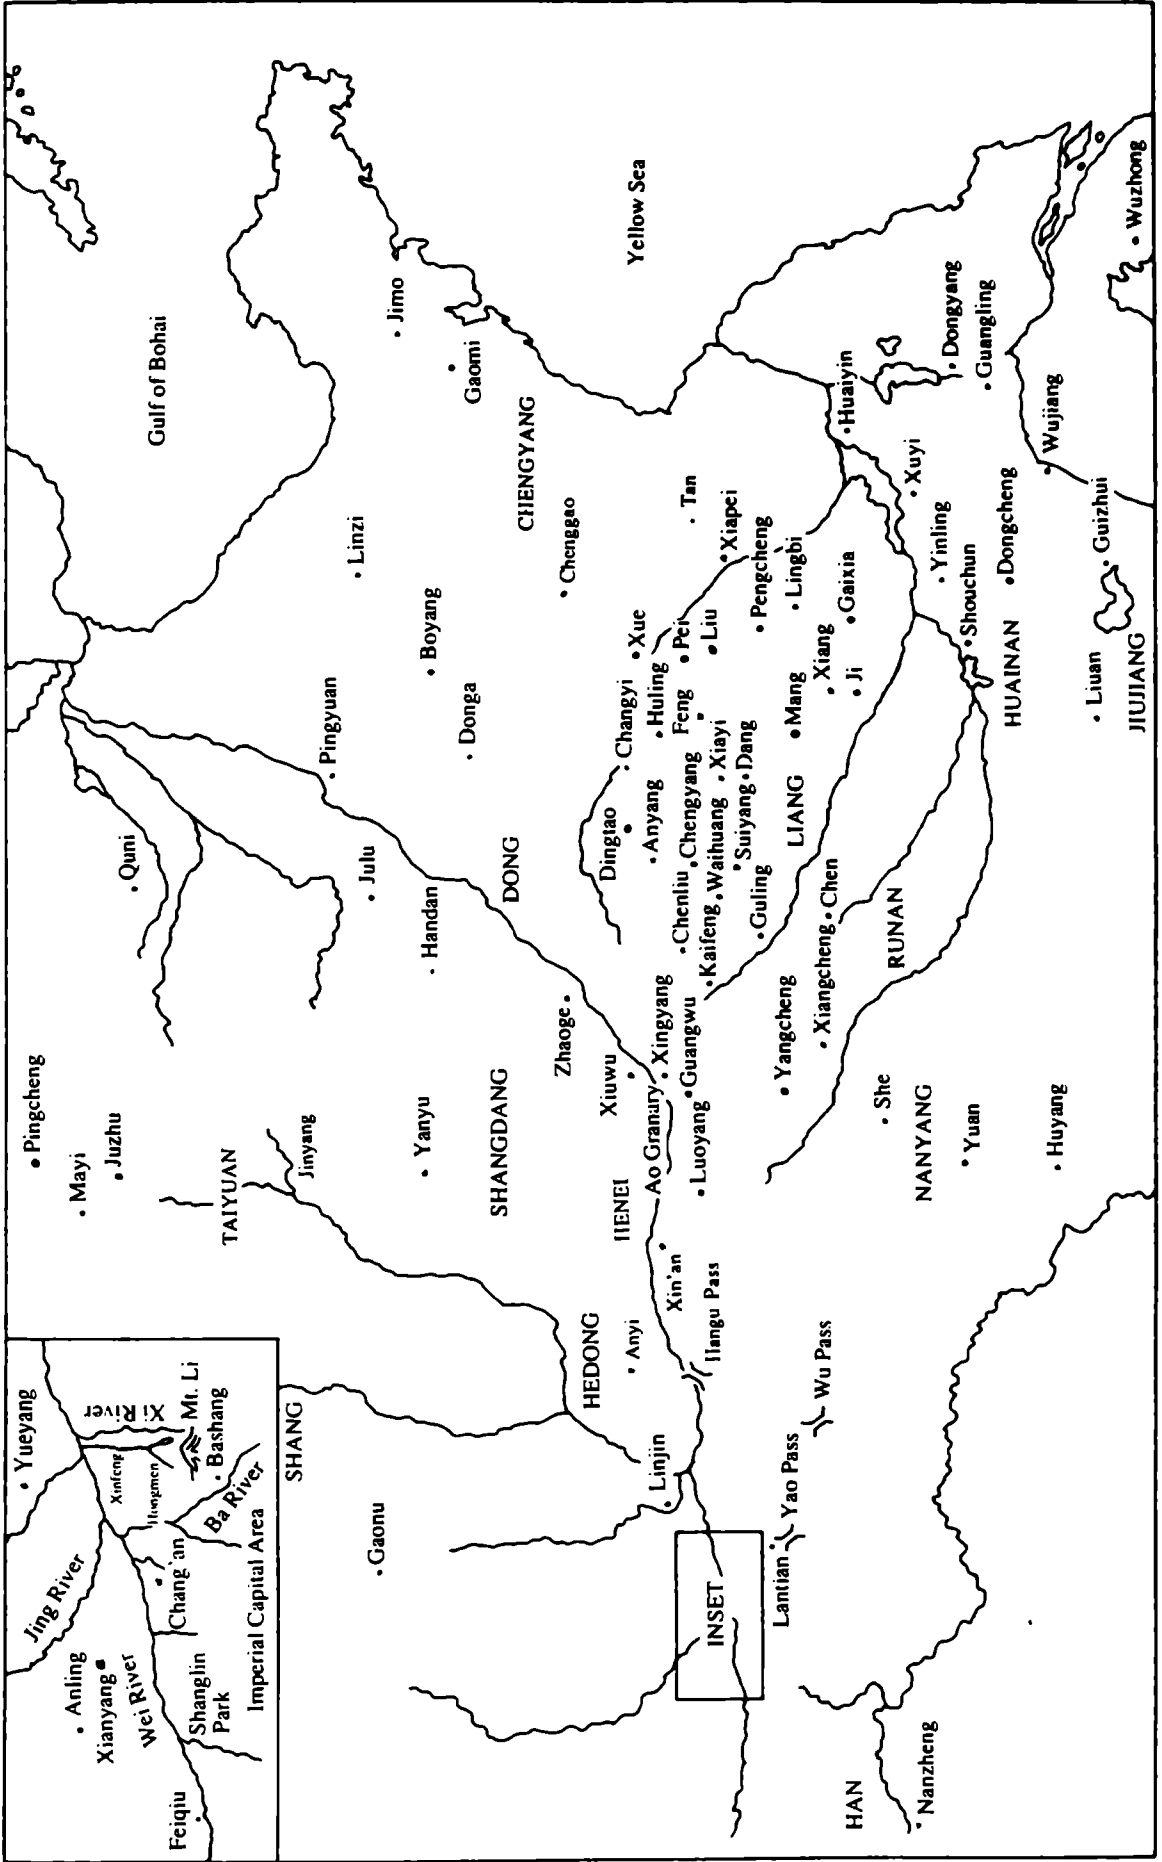 Yueyang
Jing River
Xi River
Xinfeng
Mt. Li
Anling
Xianyang
Wei River
Chang'an
Bashang
Ba River
Shanglin
Park
Feiqiu
Imperial Capital Area
Pingcheng
Mayi
Juzhu
Quni
Gulf of Bohai
TAIYUAN
Jinyang
SHANG
Gaonu
Yanyu
Julu
Pingyuan
Linzi
Jimo
Handan
Boyang
Gaomi
SHANGDANG
DONG
Donga
CHENGYANG
Zhaoge
Chenggao
HEDONG
Anyi
Xiuwu
Dingtao
Changyi
Xue
Yellow Sea
Linjin
Xin'an
Ao Granary
Xingyang
Anyang
Huling
Luoyang
Guangwu
Chenliu
Chengyang
Feng
Pei
Tan
Kaifeng
Waihuang
Xiayi
Liu
Xiapei
INSET
Suiyang
Dang
Pengcheng
Guling
Lantian
Yao Pass
Wu Pass
Yangcheng
LIANG
Mang
Lingbi
Xiangcheng
Chen
Xiang
Ji
Gaixia
Huaiyin
HAN
Nanzheng
She
RUNAN
NANYANG
Yuan
Yinling
Xuyi
Dongyang
Shouchun
Guangling
HUAINAN
Dongcheng
Huyang
Wujiang
Liuan
Guizhui
JIUJIANG
Wuzhong